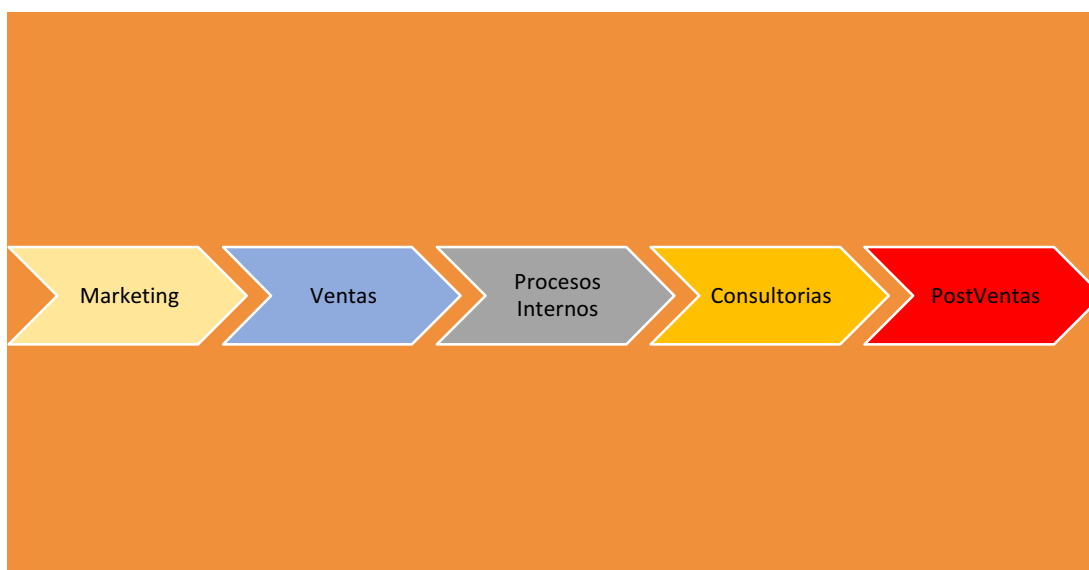 Marketing
Ventas
Procesos
Internos
Consultorias
PostVentas